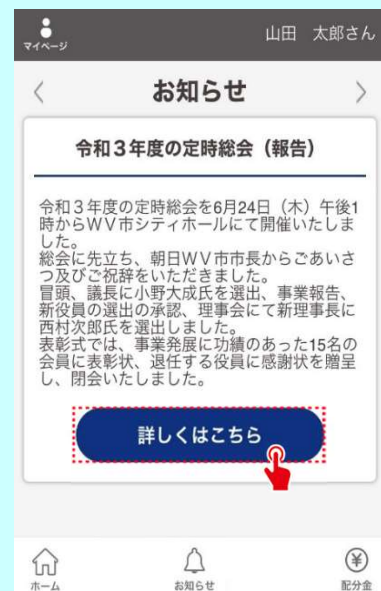 山田　太郎さん
マイページ
お知らせ
令和３年度の定時総会（報告）
令和３年度の定時総会を6月24日（木）午後1
時からＷＶ市シティホールにて開催いたしま
した。
総会に先立ち、朝日ＷＶ市市長からごあいさ
つ及びご祝辞をいただきました。
冒頭、議長に小野大成氏を選出、事業報告、
新役員の選出の承認、理事会にて新理事長に
西村次郎氏を選出しました。
表彰式では、事業発展に功績のあった15名の
会員に表彰状、退任する役員に感謝状を贈呈
し、閉会いたしました。
詳しくはこちら
ホーム
お知らせ
配分金